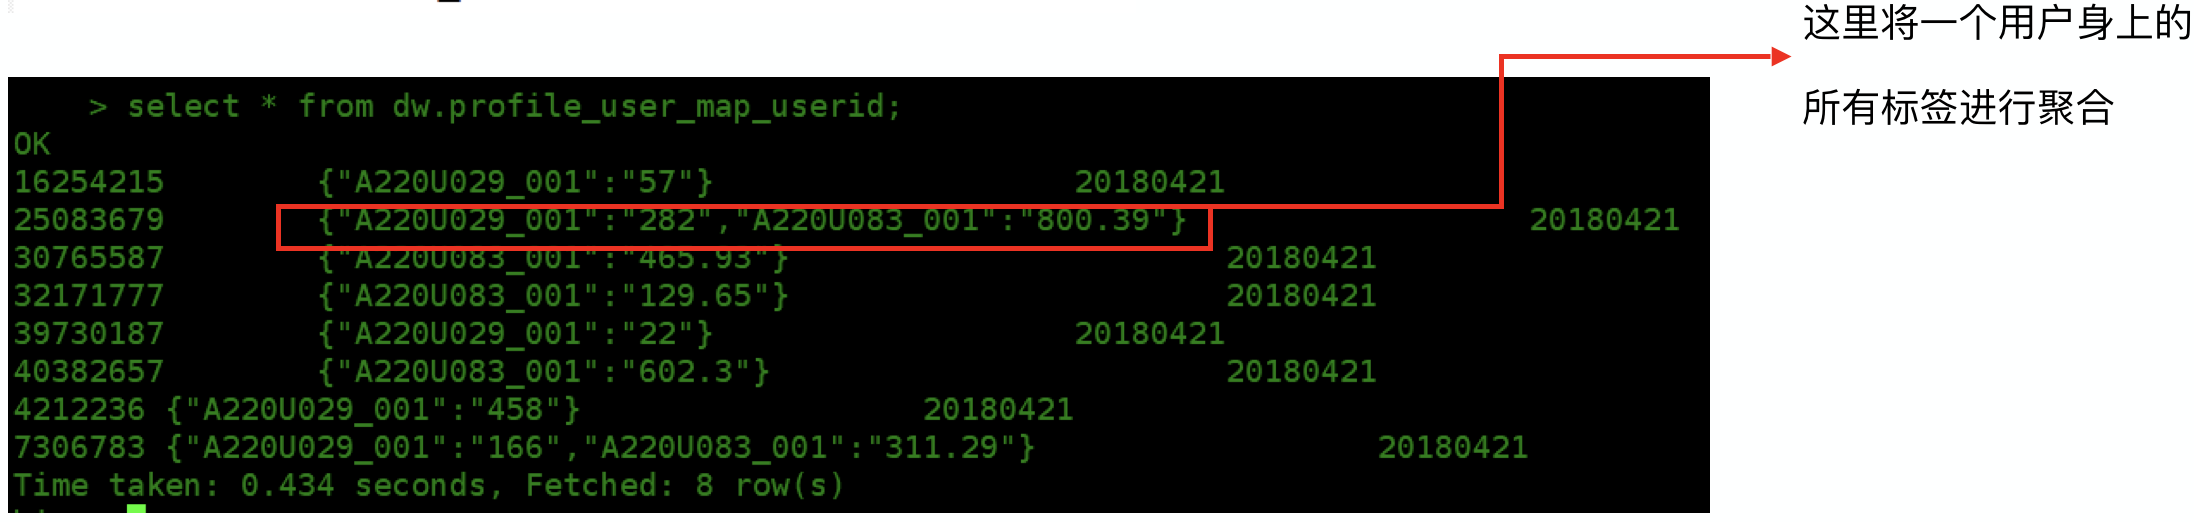 这里将一个用户身上的
所有标签进行聚合
> select * from dw.profile_user_map_userid;
OK
16254215 {"A220U029_001":"57"} 20180421
25083679 {"A220U029_001":"282","A220U083_001":"800.39"} 20180421
30765587 {"A220U083_001":"465.93"} 20180421
32171777 {"A220U083_001":"129.65"} 20180421
39730187 {"A220U029_001":"22"} 20180421
40382657 {"A220U083_001":"602.3"} 20180421
4212236 {"A220U029_001":"458"} 20180421
7306783 {"A220U029_001":"166","A220U083_001":"311.29"} 20180421
Time taken: 0.434 seconds, Fetched: 8 row(s)